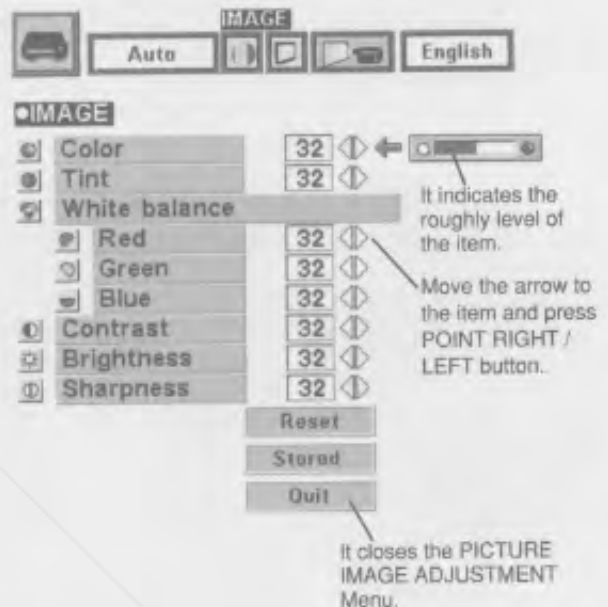 IMAGE
Auto
English
IMAGE
Color 32
Tint 32
White balance
Red 32
Green 32
Blue 32
Contrast 32
Brightness 32
Sharpness 32
It indicates the
roughly level of
the item.
Move the arrow to
the item and press
POINT RIGHT /
LEFT button.
Reset
Stored
Quit
It closes the PICTURE
IMAGE ADJUSTMENT
Menu.